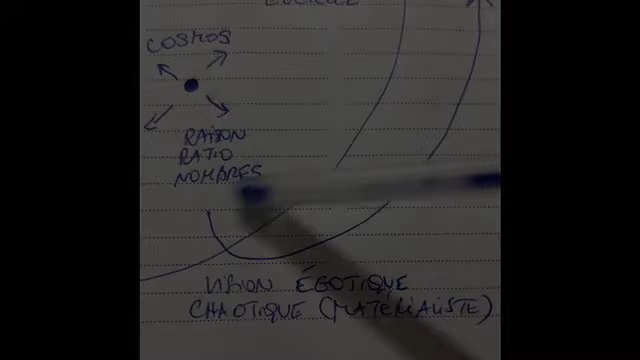 COSMOS
RAISON
RATIO
NOMBRES
VISION ÉGOTIQUE
CHAOTIQUE (MATÉRIALISTE)